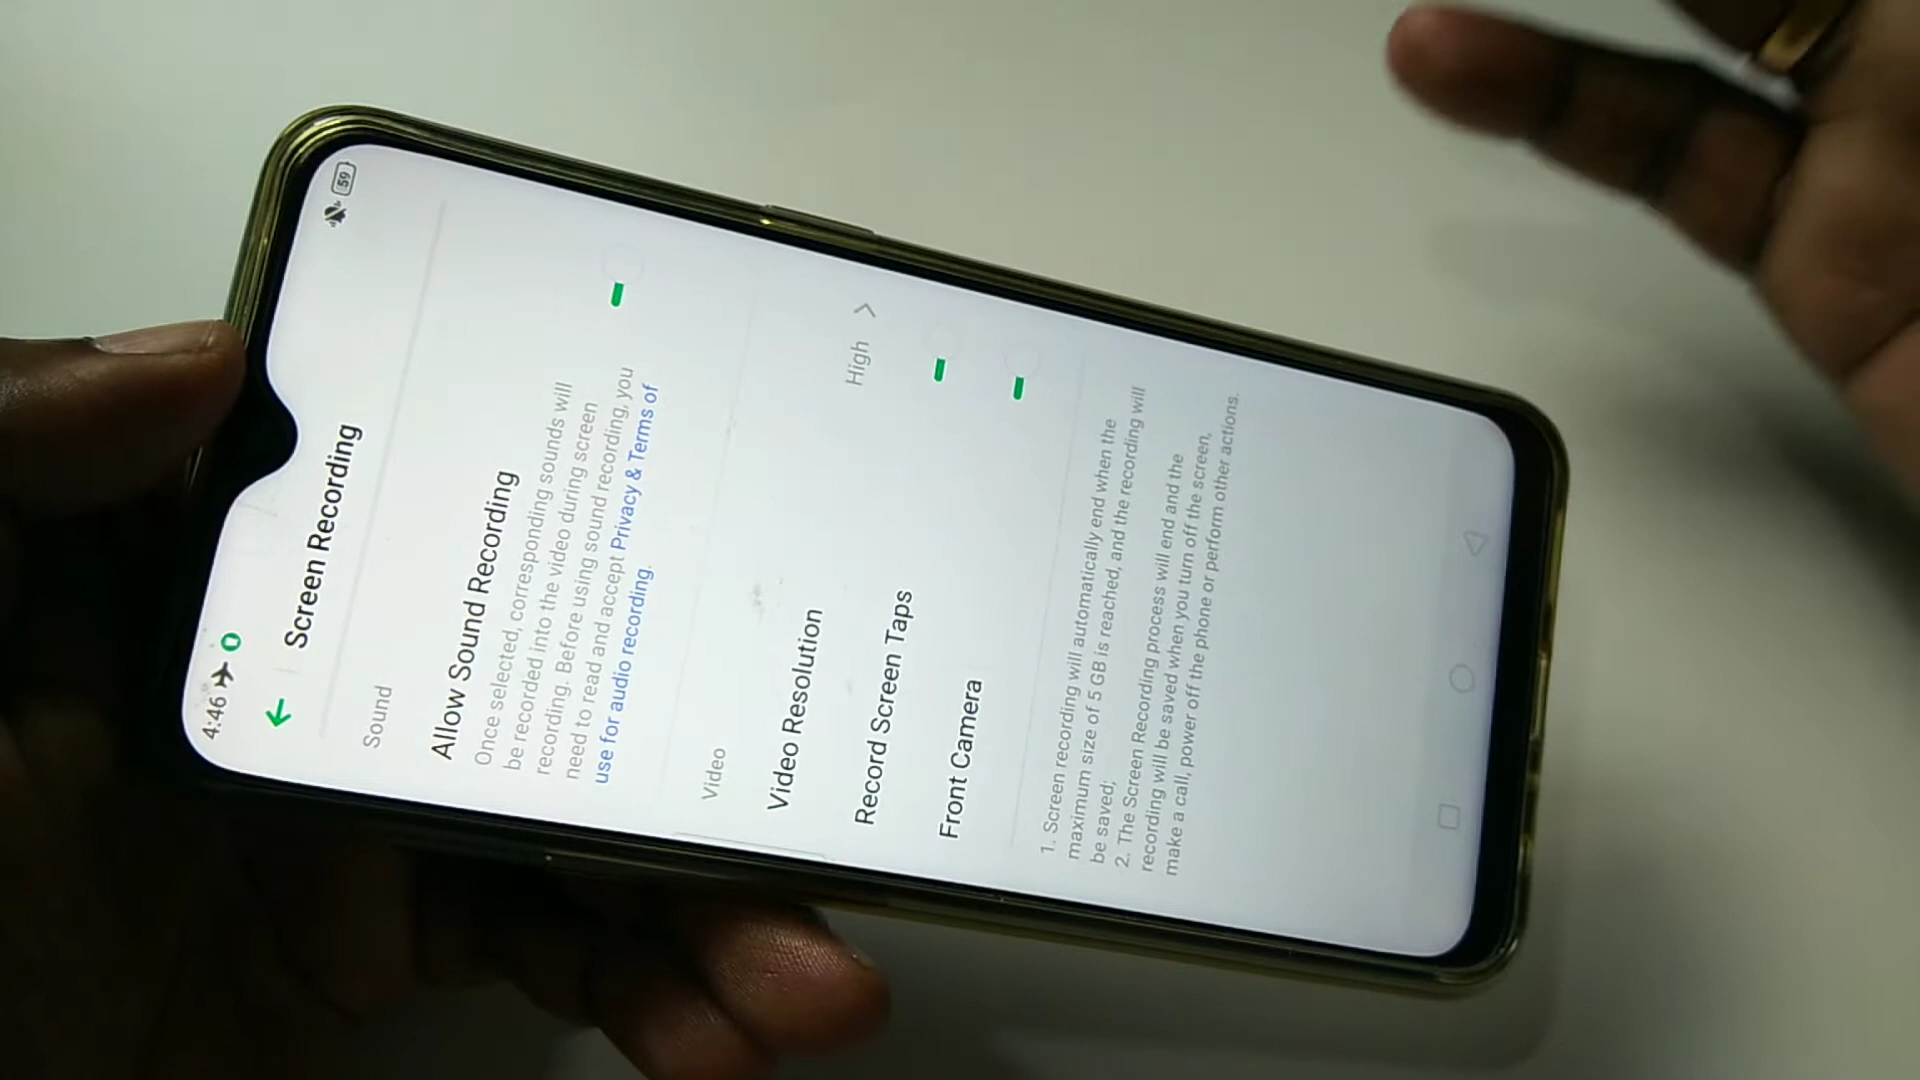 4:46
59
Screen Recording
Sound
Allow Sound Recording
Once selected, corresponding sounds will
be recorded into the video during screen
recording. Before using sound recording, you
need to read and accept Privacy & Terms of
use for audio recording.
Video
Video Resolution
High
Record Screen Taps
Front Camera
1. Screen recording will automatically end when the
maximum size of 5 GB is reached, and the recording will
be saved;
2. The Screen Recording process will end and the
recording will be saved when you turn off the screen,
make a call, power off the phone or perform other actions.